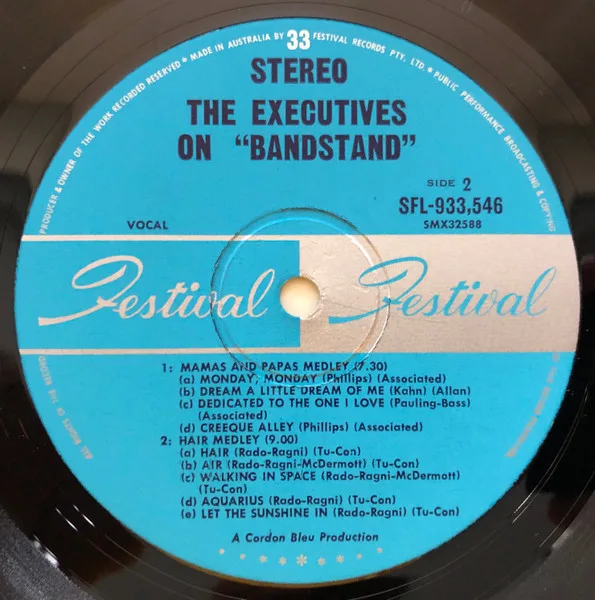 PRODUCER & OWNER OF THE WORK RECORDED RESERVED ★ MADE IN AUSTRALIA BY 33 FESTIVAL RECORDS PTY. LTD. ★ PUBLIC PERFORMANCE BROADCASTING & COPYING
STEREO
THE EXECUTIVES
ON "BANDSTAND"
SIDE 2
SFL-933,546
SMX32588
VOCAL
Festival Festival
1: MAMAS AND PAPAS MEDLEY (7.30)
(a) MONDAY, MONDAY (Phillips) (Associated)
(b) DREAM A LITTLE DREAM OF ME (Kahn) (Allan)
(c) DEDICATED TO THE ONE I LOVE (Pauling-Bass)
(Associated)
(d) CREEQUE ALLEY (Phillips) (Associated)
2: HAIR MEDLEY (9.00)
(a) HAIR (Rado-Ragni) (Tu-Con)
(b) AIR (Rado-Ragni-McDermott) (Tu-Con)
(c) WALKING IN SPACE (Rado-Ragni-McDermott)
(Tu-Con)
(d) AQUARIUS (Rado-Ragni) (Tu-Con)
(e) LET THE SUNSHINE IN (Rado-Ragni) (Tu-Con)
A Cordon Bleu Production
ALL RIGHTS OF THE RECORD